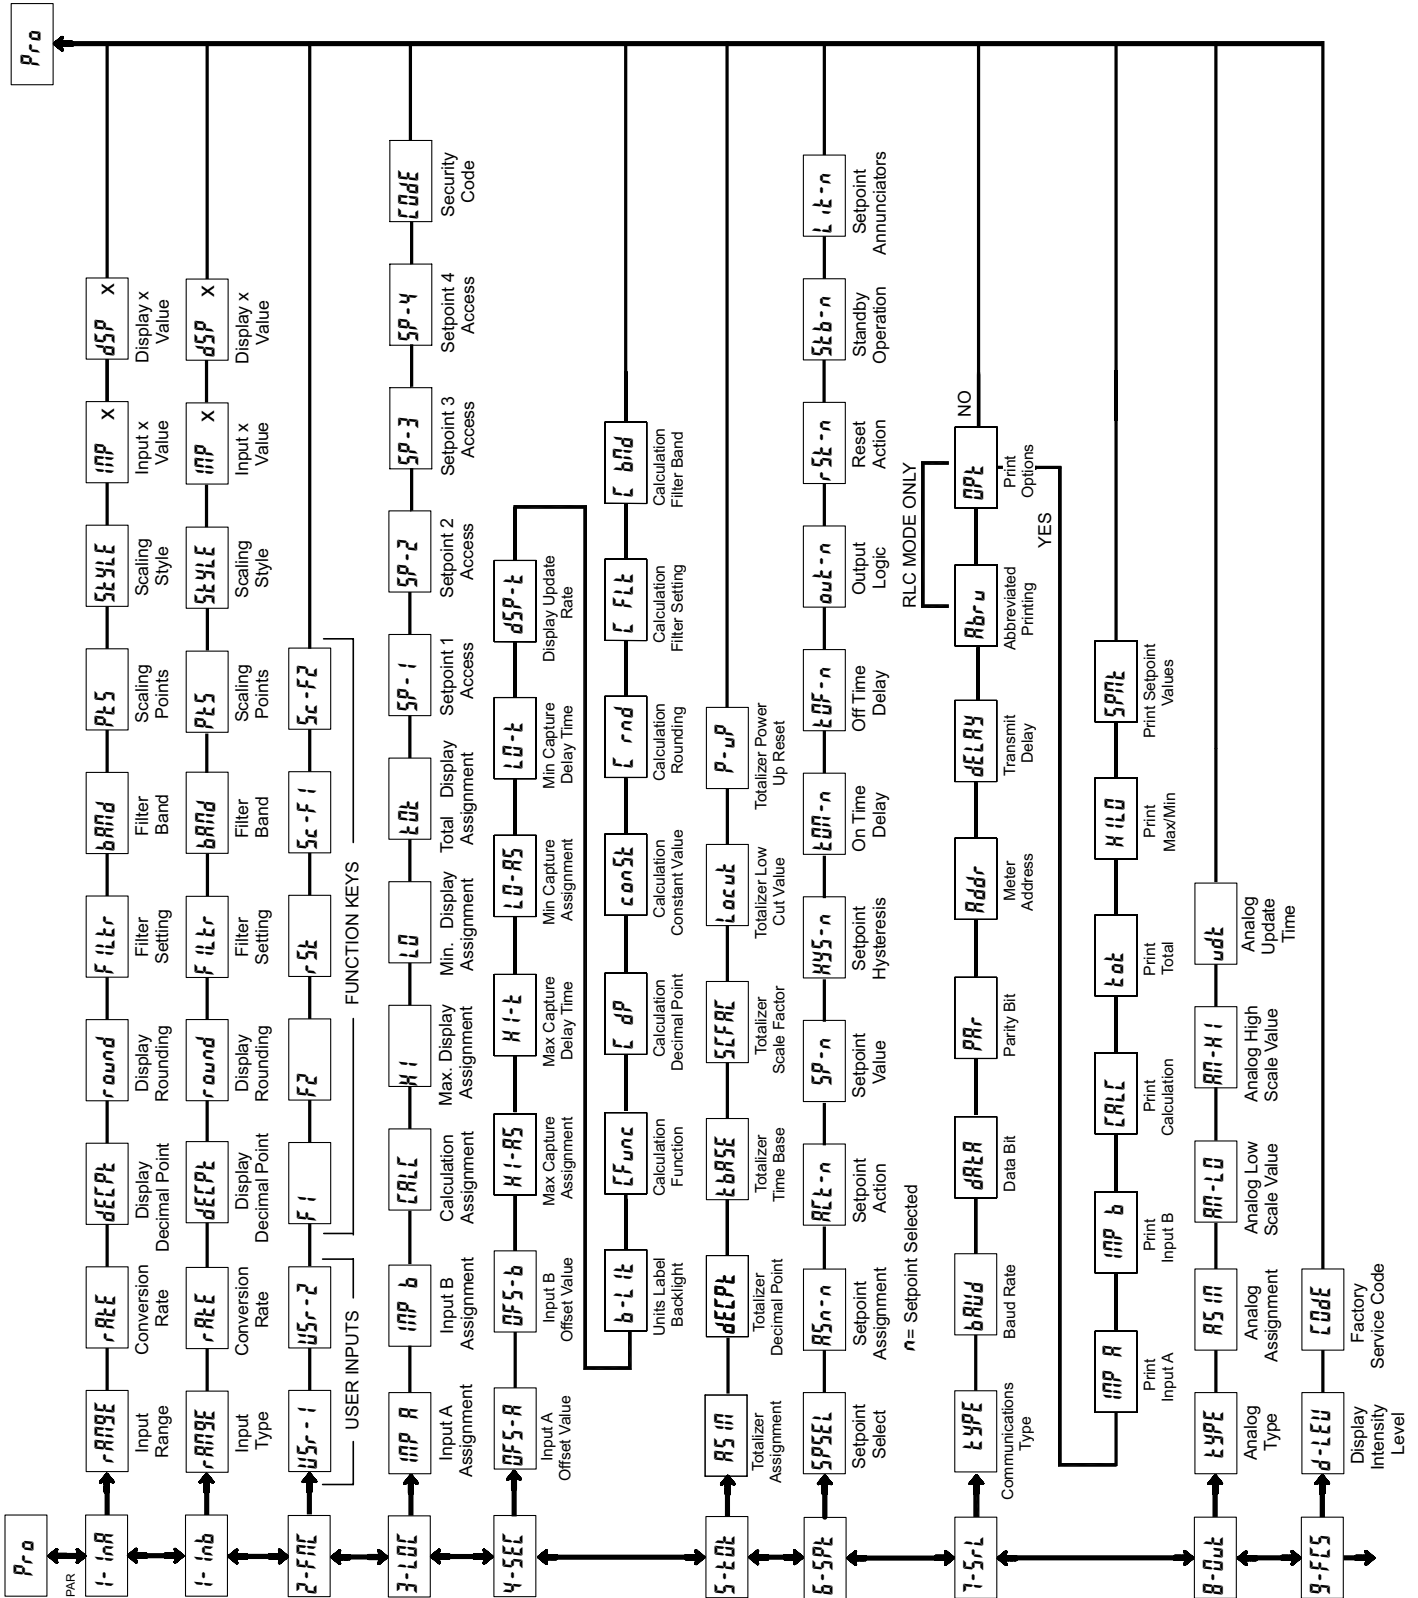 Pro
PAR
Pro
1-InA
rANGE
Input
Range
rAtE
Conversion
Rate
dECPt
Display
Decimal Point
round
Display
Rounding
FILtr
Filter
Setting
bANd
Filter
Band
PtS
Scaling
Points
StYLE
Scaling
Style
INP x
Input x
Value
dSP x
Display x
Value
1-Inb
rANGE
Input
Type
rAtE
Conversion
Rate
dECPt
Display
Decimal Point
round
Display
Rounding
FILtr
Filter
Setting
bANd
Filter
Band
PtS
Scaling
Points
StYLE
Scaling
Style
INP x
Input x
Value
dSP x
Display x
Value
2-FNC
USr-1
USr-2
F1
F2
rSt
Sc-F1
Sc-F2
USER INPUTS
FUNCTION KEYS
3-LOC
INP A
Input A
Assignment
INP b
Input B
Assignment
CALC
Calculation
Assignment
HI
Max. Display
Assignment
LO
Min. Display
Assignment
tOt
Total Display
Assignment
SP-1
Setpoint 1
Access
SP-2
Setpoint 2
Access
SP-3
Setpoint 3
Access
SP-4
Setpoint 4
Access
COdE
Security
Code
4-SEC
OFS-A
Input A
Offset Value
OFS-b
Input B
Offset Value
HI-AS
Max Capture
Assignment
HI-t
Max Capture
Delay Time
LO-AS
Min Capture
Assignment
LO-t
Min Capture
Delay Time
dSP-t
Display Update
Rate
b-LIt
Units Label
Backlight
CFunc
Calculation
Function
C dP
Calculation
Decimal Point
conSt
Calculation
Constant Value
C rnd
Calculation
Rounding
C FLt
Calculation
Filter Setting
C bNd
Calculation
Filter Band
5-tOt
ASIN
Totalizer
Assignment
dECPt
Totalizer
Decimal Point
tbASE
Totalizer
Time Base
SCFAC
Totalizer
Scale Factor
Locut
Totalizer Low
Cut Value
P-uP
Totalizer Power
Up Reset
6-SPt
SPSEL
Setpoint
Select
ASn-n
Setpoint
Assignment
ACt-n
Setpoint
Action
SP-n
Setpoint
Value
HYS-n
Setpoint
Hysteresis
tON-n
On Time
Delay
tOF-n
Off Time
Delay
out-n
Output
Logic
rSt-n
Reset
Action
Stb-n
Standby
Operation
Lit-n
Setpoint
Annunciators
n= Setpoint Selected
7-SrL
tYPE
Communications
Type
bAUd
Baud Rate
dAtA
Data Bit
PAr
Parity Bit
Addr
Meter
Address
dELAY
Transmit
Delay
Abrv
Abbreviated
Printing
OPt
Print
Options
RLC MODE ONLY
NO
YES
INP A
Print
Input A
INP b
Print
Input B
CALC
Print
Calculation
tot
Print
Total
HILO
Print
Max/Min
SPNt
Print Setpoint
Values
8-Out
tYPE
Analog
Type
ASIN
Analog
Assignment
AN-LO
Analog Low
Scale Value
AN-HI
Analog High
Scale Value
udt
Analog
Update
Time
9-FCS
d-LEV
Display
Intensity
Level
COdE
Factory
Service Code